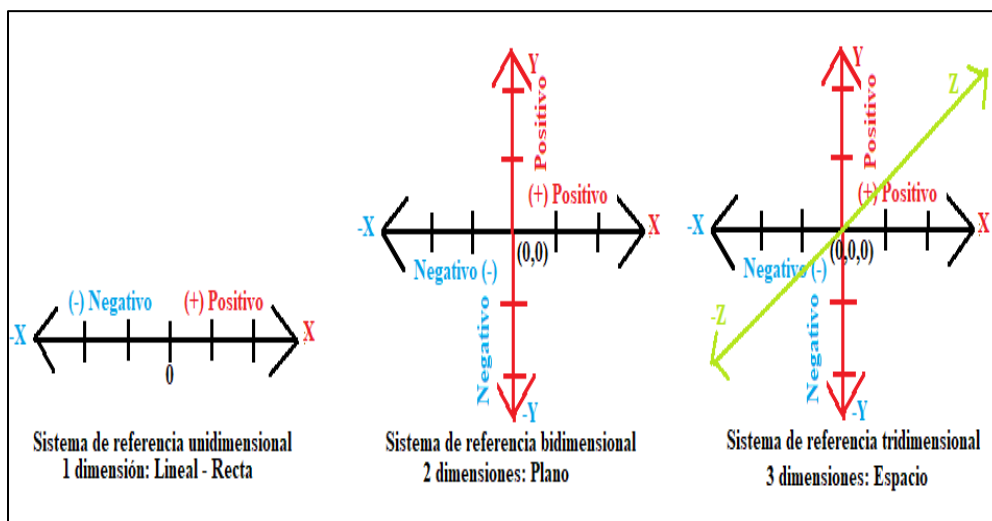 (-) Negativo
(+) Positivo
-X
X
0
Sistema de referencia unidimensional
1 dimensión: Lineal - Recta
Y
Positivo
(+) Positivo
-X
X
(0,0)
Negativo (-)
Negativo
-Y
Sistema de referencia bidimensional
2 dimensiones: Plano
Y
Z
Positivo
(+) Positivo
-X
X
(0,0,0)
Negativo (-)
-Z
Negativo
-Y
Sistema de referencia tridimensional
3 dimensiones: Espacio